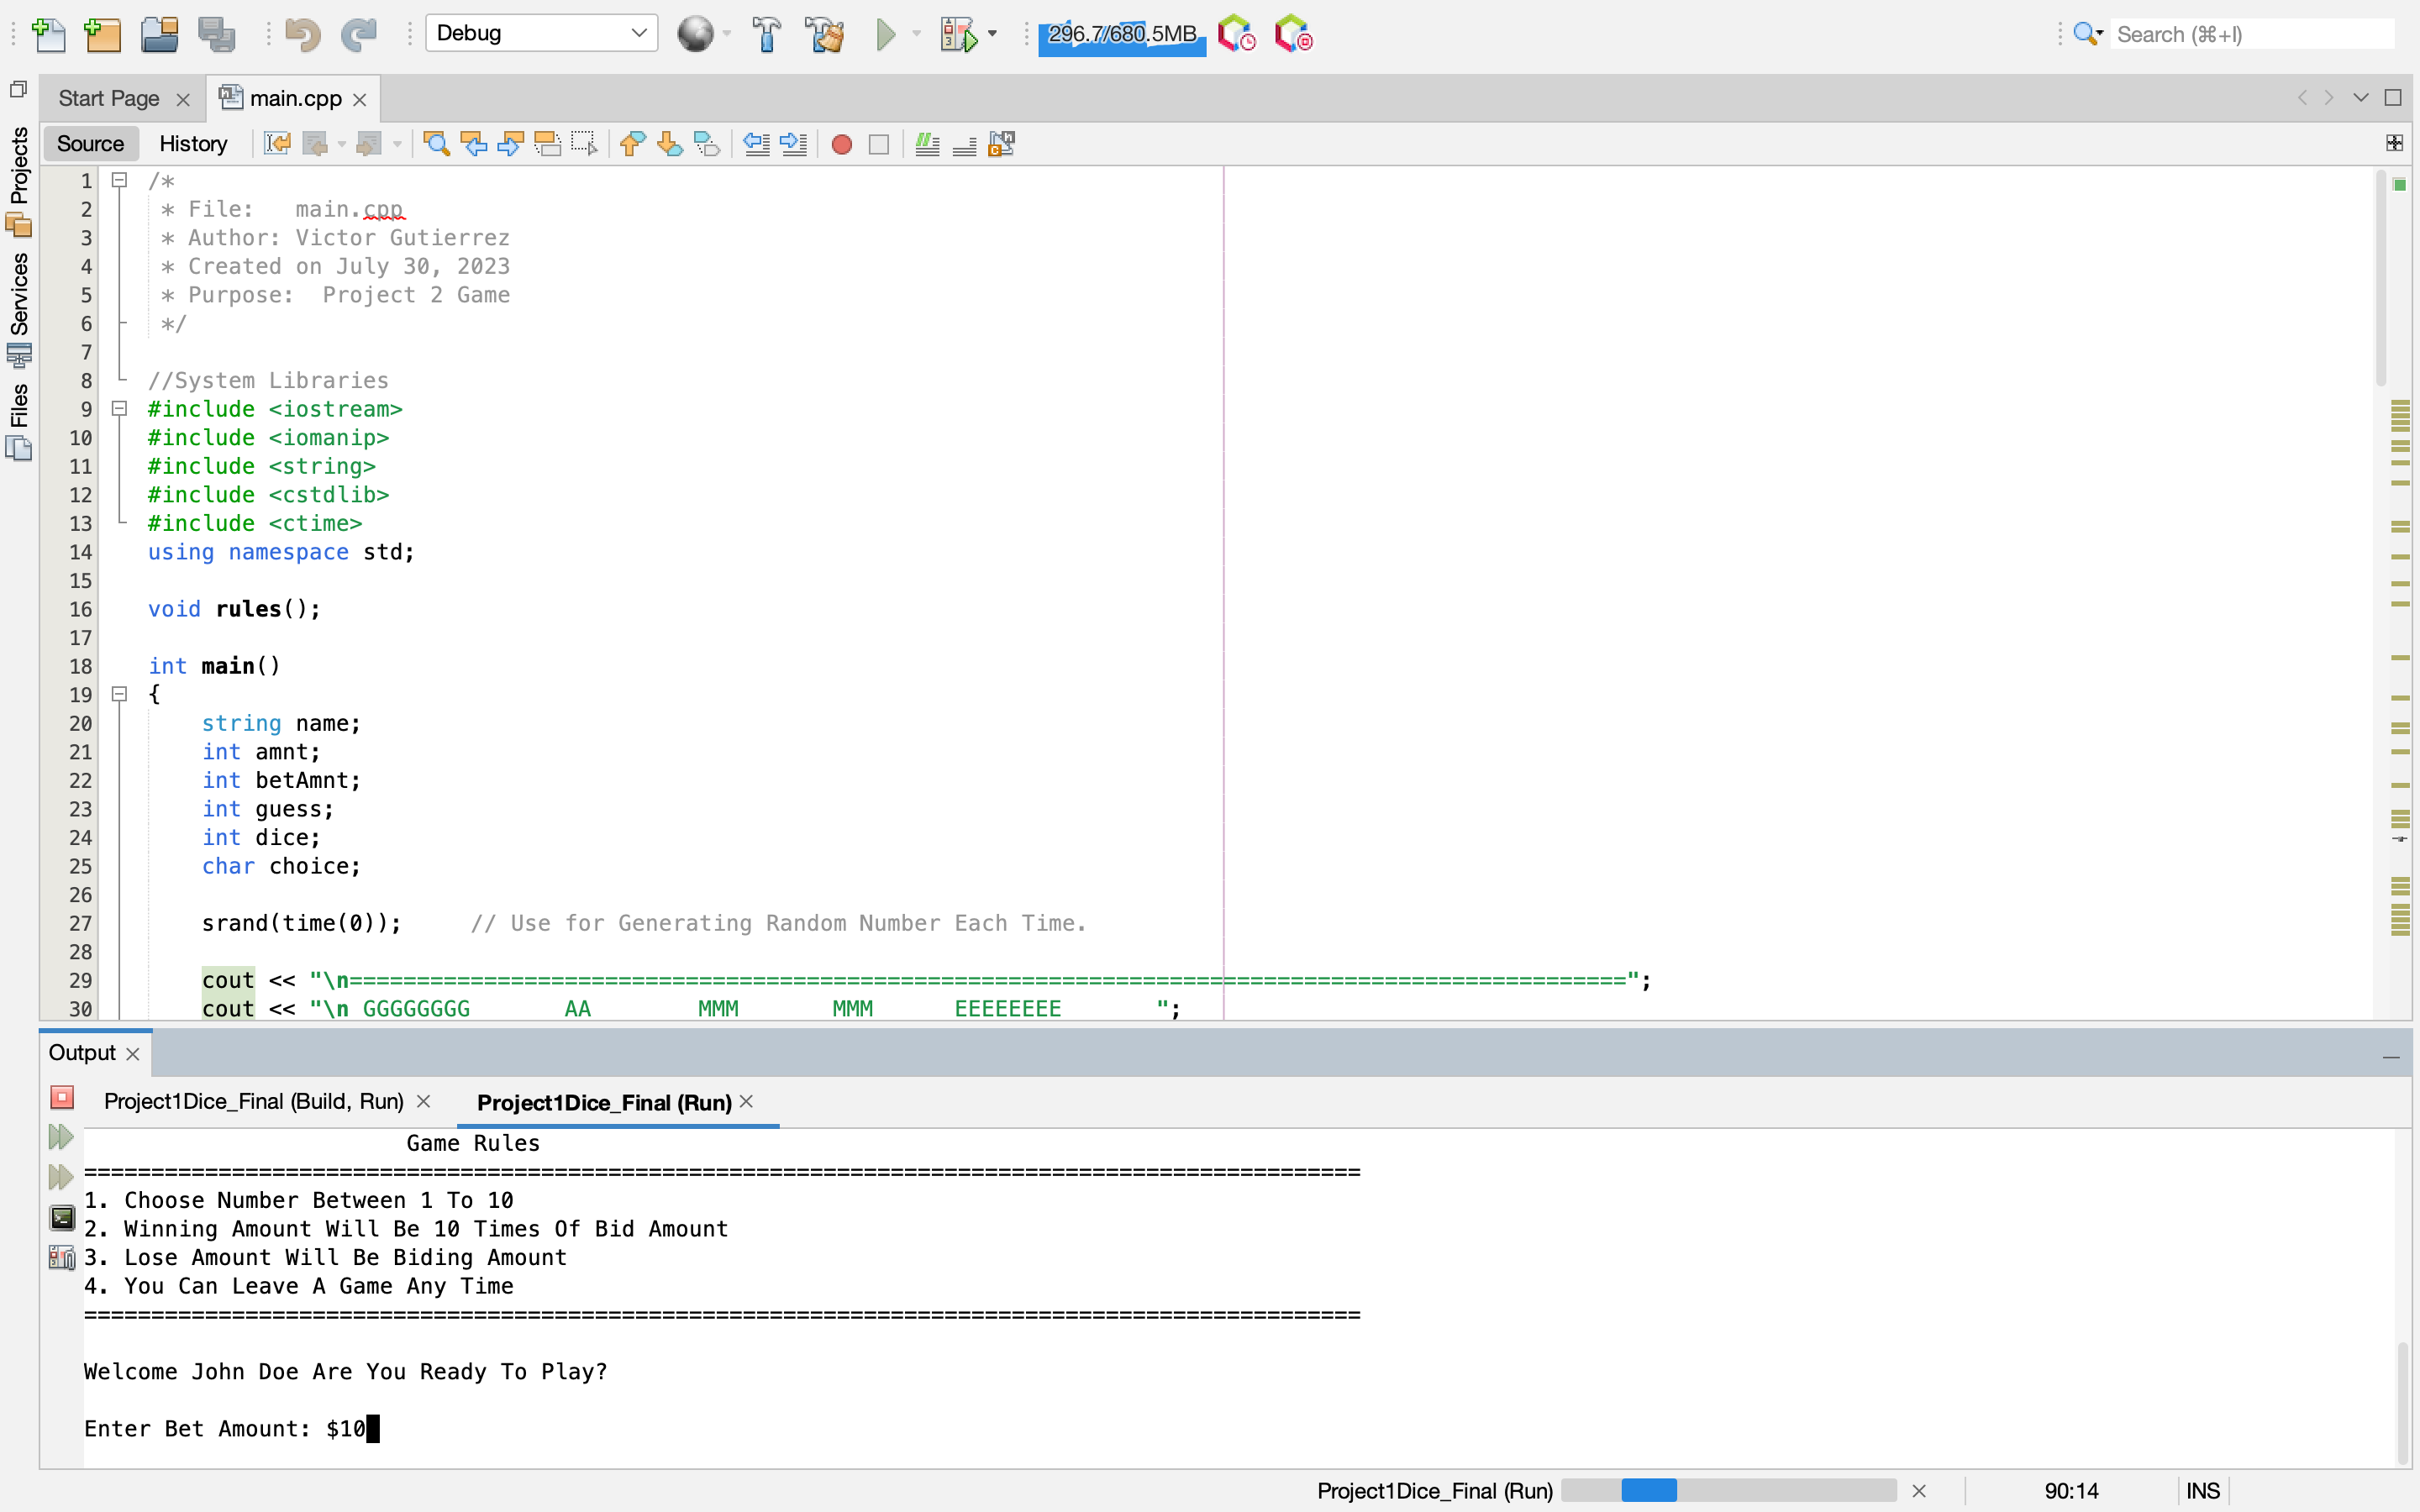 Debug
296.7/680.5MB
Search (⌘+I)
Start Page
main.cpp
Source
History
Projects
Services
Files
1 /*
2  * File:   main.cpp
3  * Author: Victor Gutierrez
4  * Created on July 30, 2023
5  * Purpose:  Project 2 Game
6  */
7
8 //System Libraries
9 #include <iostream>
10 #include <iomanip>
11 #include <string>
12 #include <cstdlib>
13 #include <ctime>
14 using namespace std;
15
16 void rules();
17
18 int main()
19 {
20     string name;
21     int amnt;
22     int betAmnt;
23     int guess;
24     int dice;
25     char choice;
26
27     srand(time(0));     // Use for Generating Random Number Each Time.
28
29     cout << "\n===============================================================================================";
30     cout << "\n GGGGGGGG       AA        MMM       MMM      EEEEEEEE       ";
Output
Project1Dice_Final (Build, Run)
Project1Dice_Final (Run)
Game Rules
===============================================================================================
1. Choose Number Between 1 To 10
2. Winning Amount Will Be 10 Times Of Bid Amount
3. Lose Amount Will Be Biding Amount
4. You Can Leave A Game Any Time
===============================================================================================
Welcome John Doe Are You Ready To Play?
Enter Bet Amount: $10
Project1Dice_Final (Run)
90:14
INS